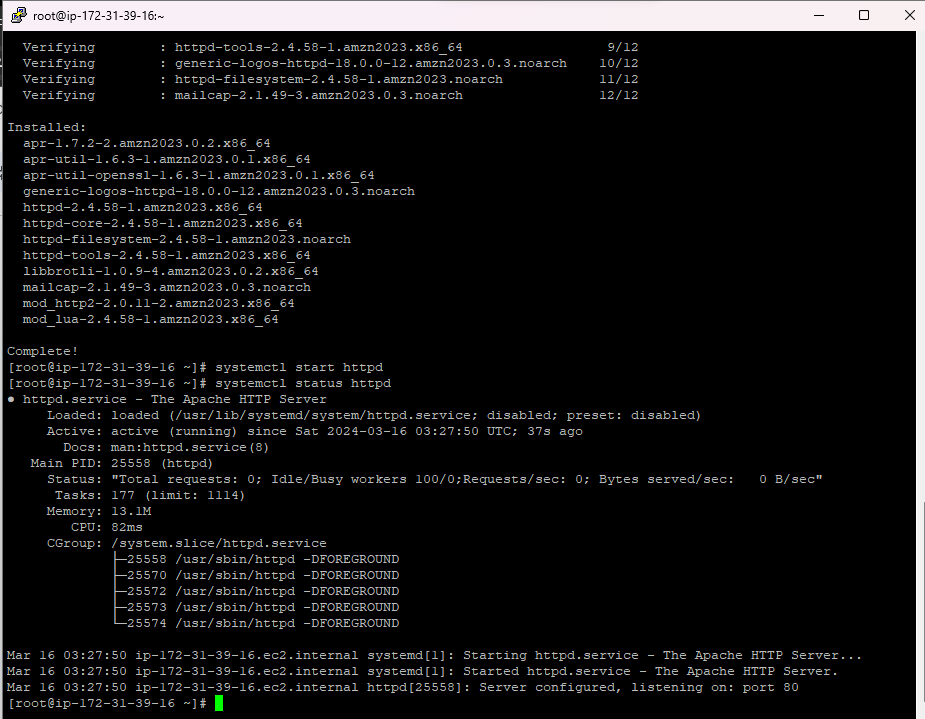 root@ip-172-31-39-16:~
Verifying        : httpd-tools-2.4.58-1.amzn2023.x86_64                  9/12
Verifying        : generic-logos-httpd-18.0.0-12.amzn2023.0.3.noarch    10/12
Verifying        : httpd-filesystem-2.4.58-1.amzn2023.noarch            11/12
Verifying        : mailcap-2.1.49-3.amzn2023.0.3.noarch                 12/12
Installed:
apr-1.7.2-2.amzn2023.0.2.x86_64
apr-util-1.6.3-1.amzn2023.0.1.x86_64
apr-util-openssl-1.6.3-1.amzn2023.0.1.x86_64
generic-logos-httpd-18.0.0-12.amzn2023.0.3.noarch
httpd-2.4.58-1.amzn2023.x86_64
httpd-core-2.4.58-1.amzn2023.x86_64
httpd-filesystem-2.4.58-1.amzn2023.noarch
httpd-tools-2.4.58-1.amzn2023.x86_64
libbrotli-1.0.9-4.amzn2023.0.2.x86_64
mailcap-2.1.49-3.amzn2023.0.3.noarch
mod_http2-2.0.11-2.amzn2023.x86_64
mod_lua-2.4.58-1.amzn2023.x86_64
Complete!
[root@ip-172-31-39-16 ~]# systemctl start httpd
[root@ip-172-31-39-16 ~]# systemctl status httpd
● httpd.service - The Apache HTTP Server
Loaded: loaded (/usr/lib/systemd/system/httpd.service; disabled; preset: disabled)
Active: active (running) since Sat 2024-03-16 03:27:50 UTC; 37s ago
Docs: man:httpd.service(8)
Main PID: 25558 (httpd)
Status: "Total requests: 0; Idle/Busy workers 100/0;Requests/sec: 0; Bytes served/sec:   0 B/sec"
Tasks: 177 (limit: 1114)
Memory: 13.1M
CPU: 82ms
CGroup: /system.slice/httpd.service
├─25558 /usr/sbin/httpd -DFOREGROUND
├─25570 /usr/sbin/httpd -DFOREGROUND
├─25572 /usr/sbin/httpd -DFOREGROUND
├─25573 /usr/sbin/httpd -DFOREGROUND
└─25574 /usr/sbin/httpd -DFOREGROUND
Mar 16 03:27:50 ip-172-31-39-16.ec2.internal systemd[1]: Starting httpd.service - The Apache HTTP Server...
Mar 16 03:27:50 ip-172-31-39-16.ec2.internal systemd[1]: Started httpd.service - The Apache HTTP Server.
Mar 16 03:27:50 ip-172-31-39-16.ec2.internal httpd[25558]: Server configured, listening on: port 80
[root@ip-172-31-39-16 ~]#